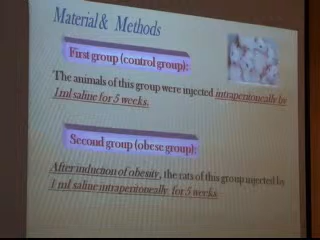 Material & Methods
First group (control group):
The animals of this group were injected intraperitoneally by
1ml saline for 5 weeks.
Second group (obese group):
After induction of obesity, the rats of this group injected by
1 ml saline intraperitoneally for 5 weeks.